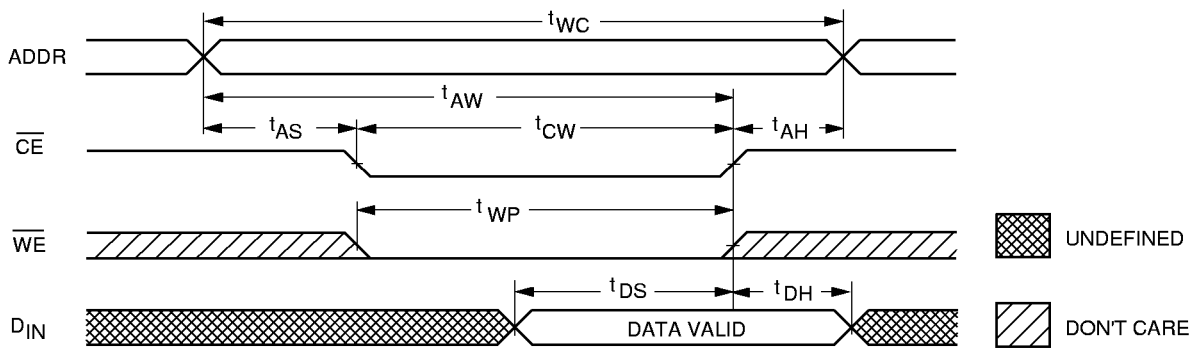 tWC
ADDR
tAW
tAS tCW tAH
CE
tWP
WE
UNDEFINED
tDS tDH
DIN DATA VALID
DON'T CARE